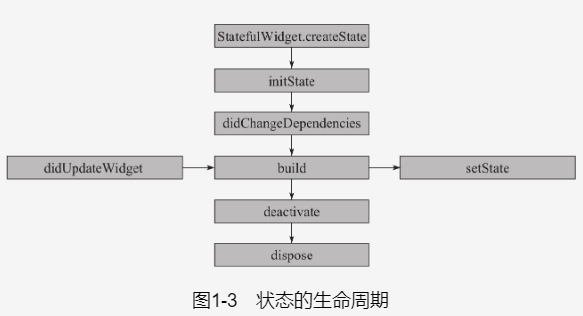 StatefulWidget.createState
initState
didChangeDependencies
didUpdateWidget
build
setState
deactivate
dispose
图1-3 状态的生命周期